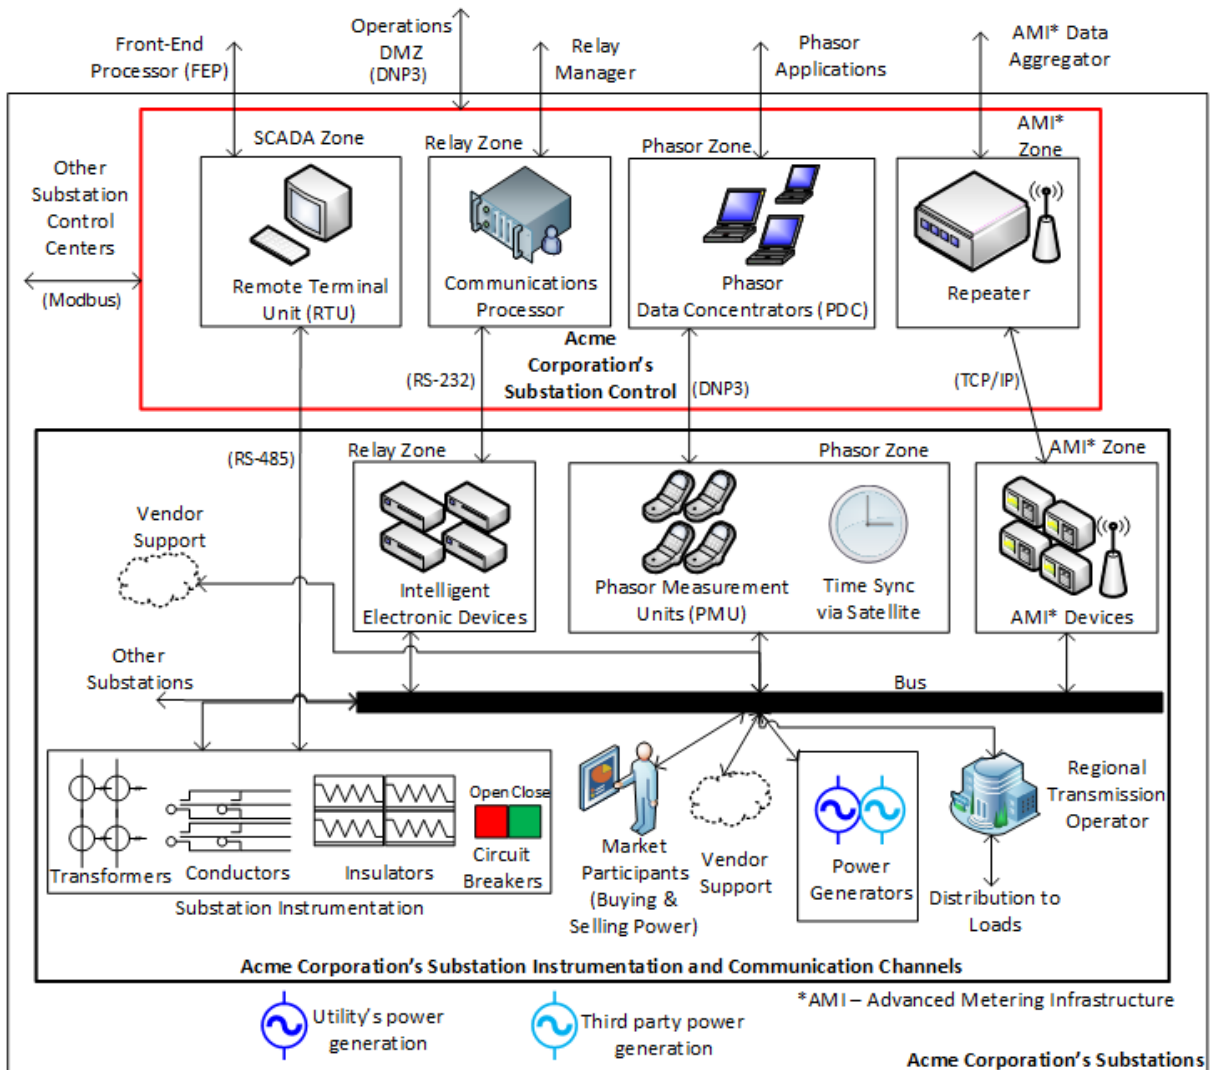 Front-End
Processor (FEP)
Operations
DMZ
(DNP3)
Relay
Manager
Phasor
Applications
AMI* Data
Aggregator
Other
Substation
Control
Centers
(Modbus)
SCADA Zone
Remote Terminal
Unit (RTU)
Relay Zone
Communications
Processor
Phasor Zone
Phasor
Data Concentrators (PDC)
AMI*
Zone
Repeater
Acme
Corporation's
Substation Control
(RS-232)
(DNP3)
(TCP/IP)
(RS-485)
Relay Zone
Intelligent
Electronic Devices
Phasor Zone
Phasor Measurement
Units (PMU)
Time Sync
via Satellite
AMI* Zone
AMI* Devices
Vendor
Support
Other
Substations
Bus
Transformers
Conductors
Insulators
Open Close
Circuit
Breakers
Substation Instrumentation
Market
Participants
(Buying &
Selling Power)
Vendor
Support
Power
Generators
Regional
Transmission
Operator
Distribution to
Loads
Acme Corporation's Substation Instrumentation and Communication Channels
*AMI – Advanced Metering Infrastructure
Utility's power
generation
Third party power
generation
Acme Corporation's Substations